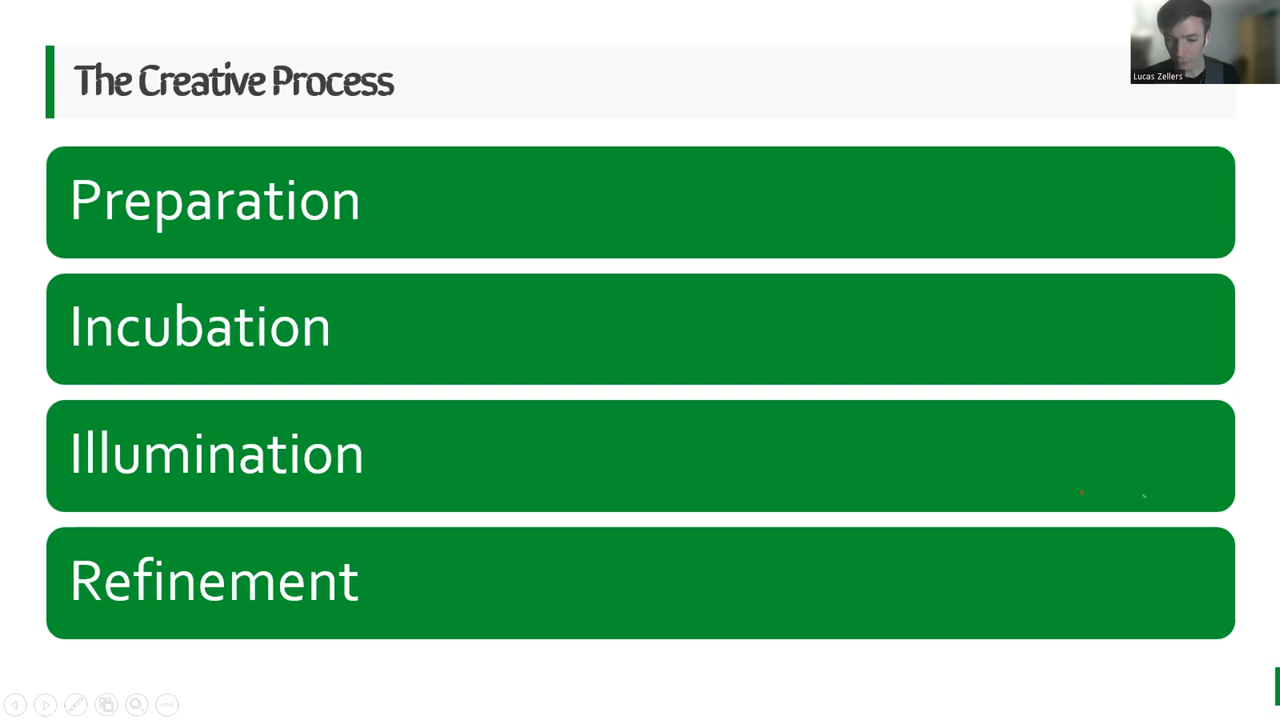 The Creative Process
Lucas Zellers
Preparation
Incubation
Illumination
Refinement